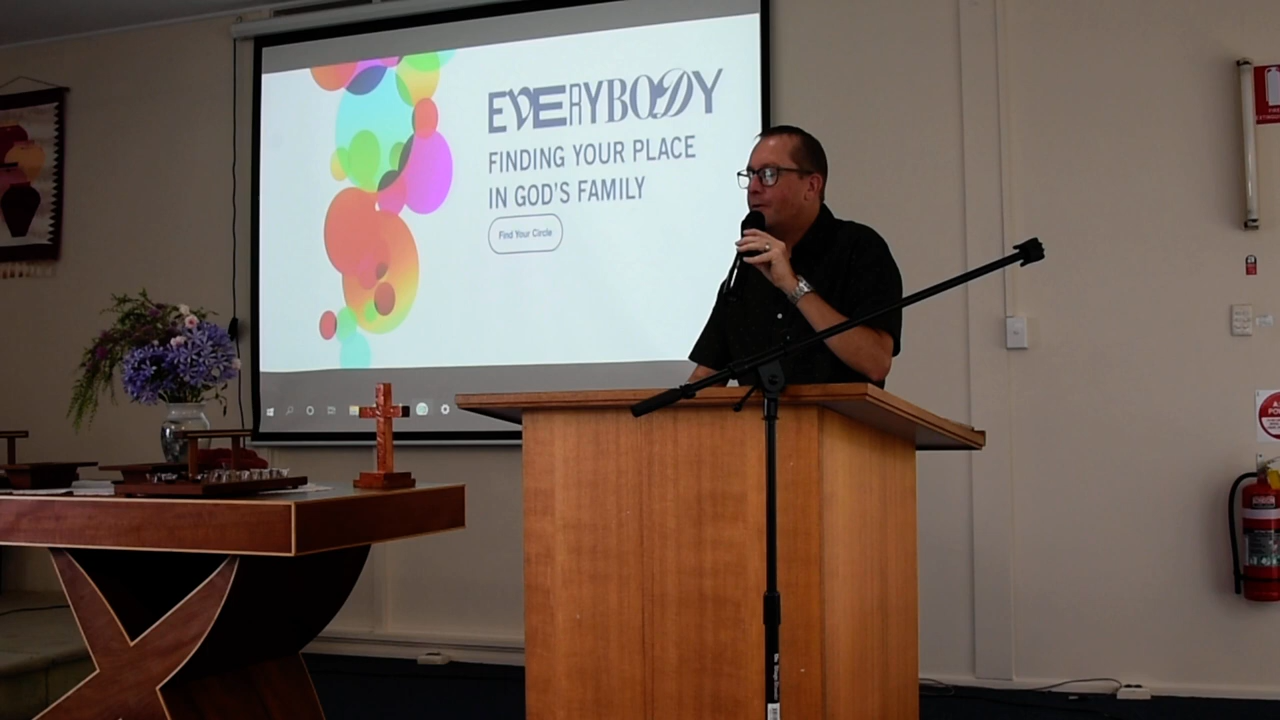 EVERYBODY
FINDING YOUR PLACE
IN GOD'S FAMILY
Find Your Circle